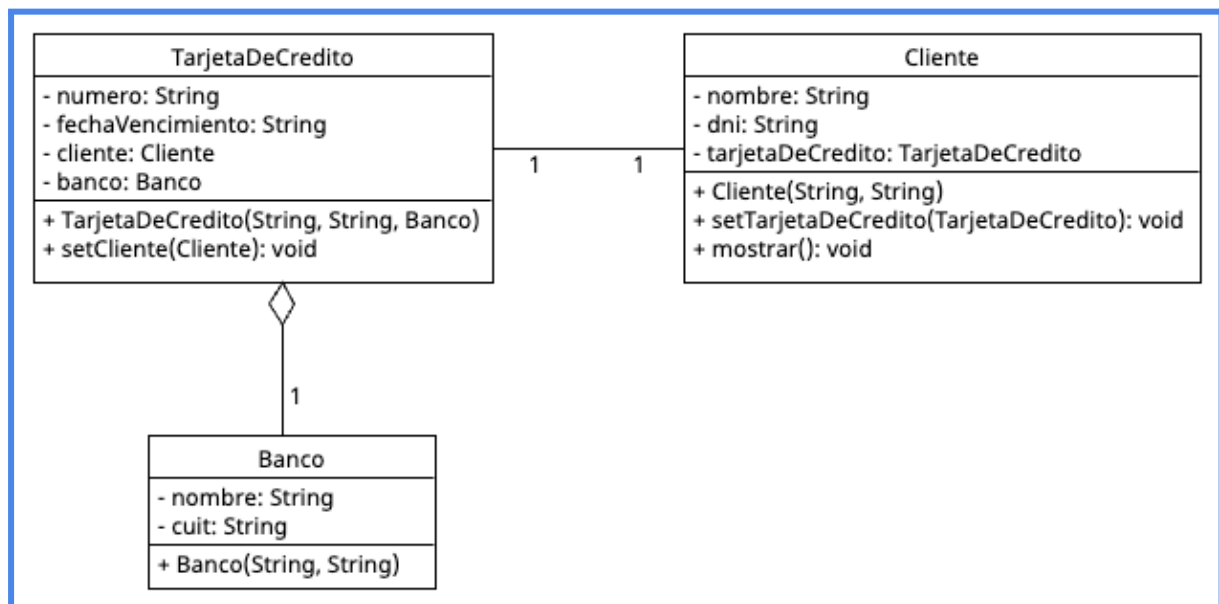 TarjetaDeCredito
- numero: String
- fechaVencimiento: String
- cliente: Cliente
- banco: Banco
+ TarjetaDeCredito(String, String, Banco)
+ setCliente(Cliente): void
1
1
Cliente
- nombre: String
- dni: String
- tarjetaDeCredito: TarjetaDeCredito
+ Cliente(String, String)
+ setTarjetaDeCredito(TarjetaDeCredito): void
+ mostrar(): void
1
Banco
- nombre: String
- cuit: String
+ Banco(String, String)